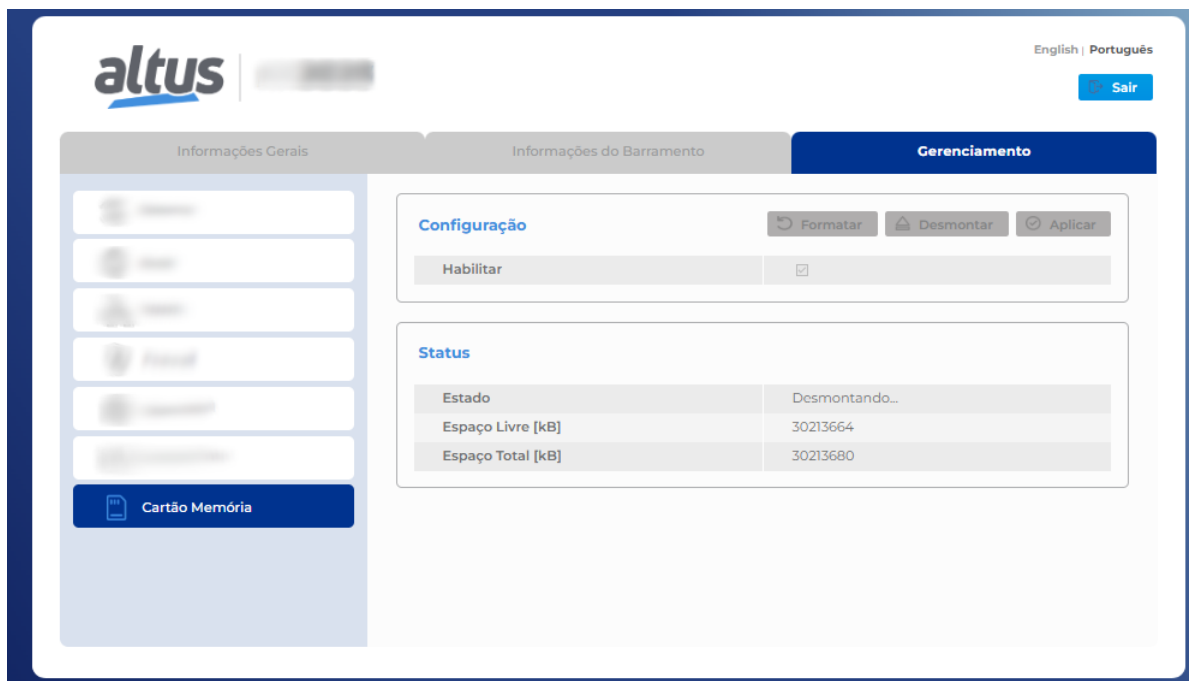 English | Português
altus
Sair
Informações Gerais
Informações do Barramento
Gerenciamento
Configuração
Formatar
Desmontar
Aplicar
Habilitar
Status
Estado Desmontando...
Espaço Livre [kB] 30213664
Espaço Total [kB] 30213680
Cartão Memória